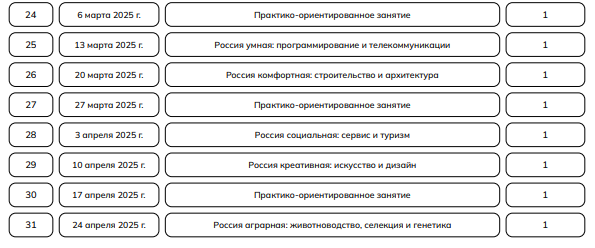 24 6 марта 2025 г. Практико-ориентированное занятие 1
25 13 марта 2025 г. Россия умная: программирование и телекоммуникации 1
26 20 марта 2025 г. Россия комфортная: строительство и архитектура 1
27 27 марта 2025 г. Практико-ориентированное занятие 1
28 3 апреля 2025 г. Россия социальная: сервис и туризм 1
29 10 апреля 2025 г. Россия креативная: искусство и дизайн 1
30 17 апреля 2025 г. Практико-ориентированное занятие 1
31 24 апреля 2025 г. Россия аграрная: животноводство, селекция и генетика 1